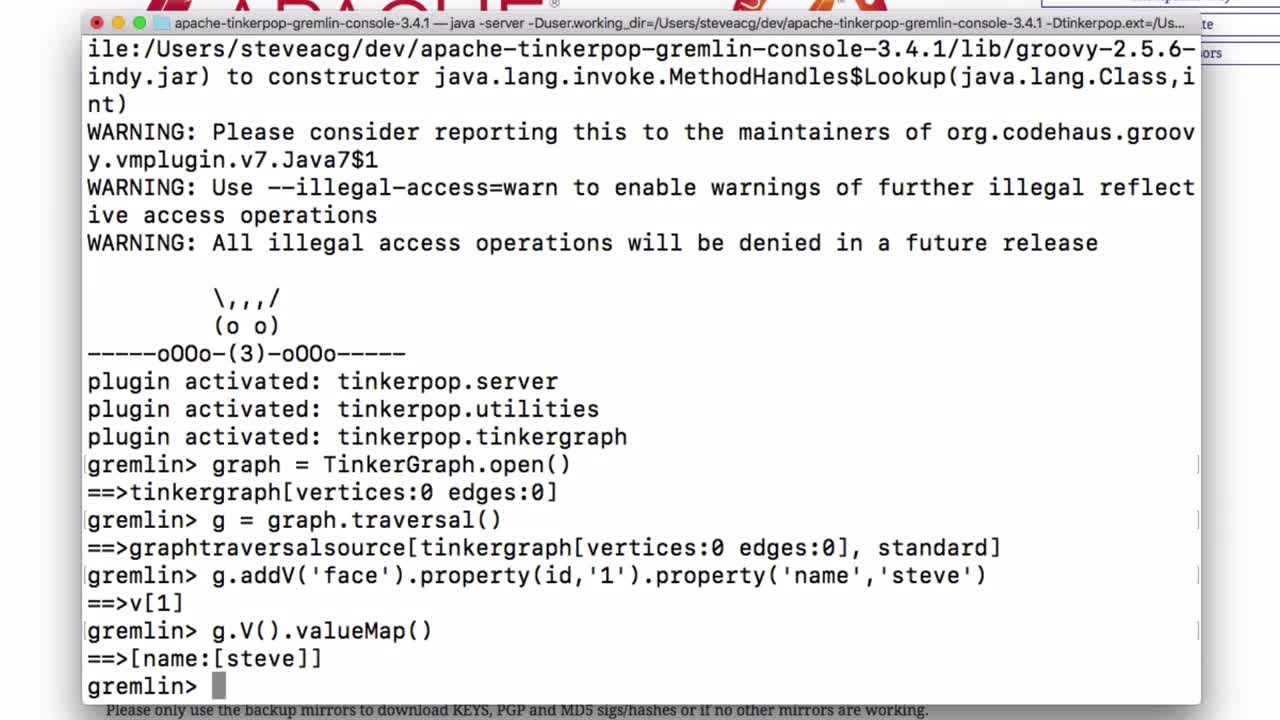 APACHE
®
apache-tinkerpop-gremlin-console-3.4.1 — java -server -Duser.working_dir=/Users/steveacg/dev/apache-tinkerpop-gremlin-console-3.4.1 -Dtinkerpop.ext=/Us...
ile:/Users/steveacg/dev/apache-tinkerpop-gremlin-console-3.4.1/lib/groovy-2.5.6-
indy.jar) to constructor java.lang.invoke.MethodHandles$Lookup(java.lang.Class,i
nt)
WARNING: Please consider reporting this to the maintainers of org.codehaus.groov
y.vmplugin.v7.Java7$1
WARNING: Use --illegal-access=warn to enable warnings of further illegal reflect
ive access operations
WARNING: All illegal access operations will be denied in a future release
\,,,/
(o o)
-----oOOo-(3)-oOOo-----
plugin activated: tinkerpop.server
plugin activated: tinkerpop.utilities
plugin activated: tinkerpop.tinkergraph
gremlin> graph = TinkerGraph.open()
==>tinkergraph[vertices:0 edges:0]
gremlin> g = graph.traversal()
==>graphtraversalsource[tinkergraph[vertices:0 edges:0], standard]
gremlin> g.addV('face').property(id,'1').property('name','steve')
==>v[1]
gremlin> g.V().valueMap()
==>[name:[steve]]
gremlin>
Please only use the backup mirrors to download KEYS, PGP and MD5 sigs/hashes or if no other mirrors are working.